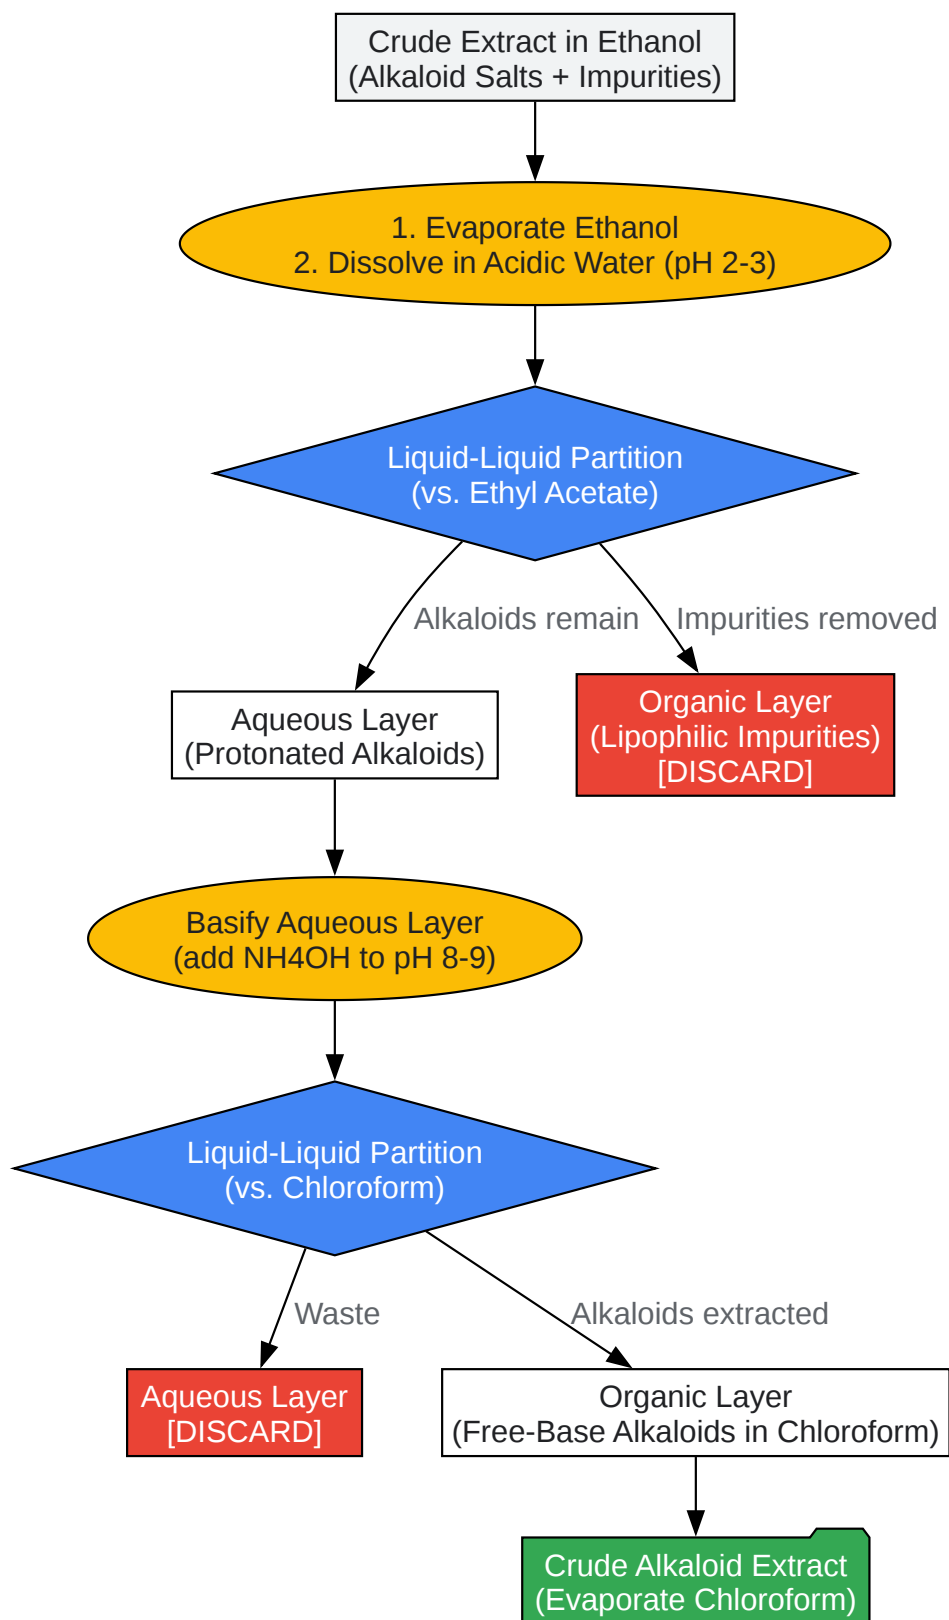 Crude Extract in Ethanol
(Alkaloid Salts + Impurities)
1. Evaporate Ethanol
2. Dissolve in Acidic Water (pH 2-3)
Liquid-Liquid Partition
(vs. Ethyl Acetate)
Alkaloids remain
Impurities removed
Aqueous Layer
(Protonated Alkaloids)
Organic Layer
(Lipophilic Impurities)
[DISCARD]
Basify Aqueous Layer
(add NH4OH to pH 8-9)
Liquid-Liquid Partition
(vs. Chloroform)
Waste
Alkaloids extracted
Aqueous Layer
[DISCARD]
Organic Layer
(Free-Base Alkaloids in Chloroform)
Crude Alkaloid Extract
(Evaporate Chloroform)